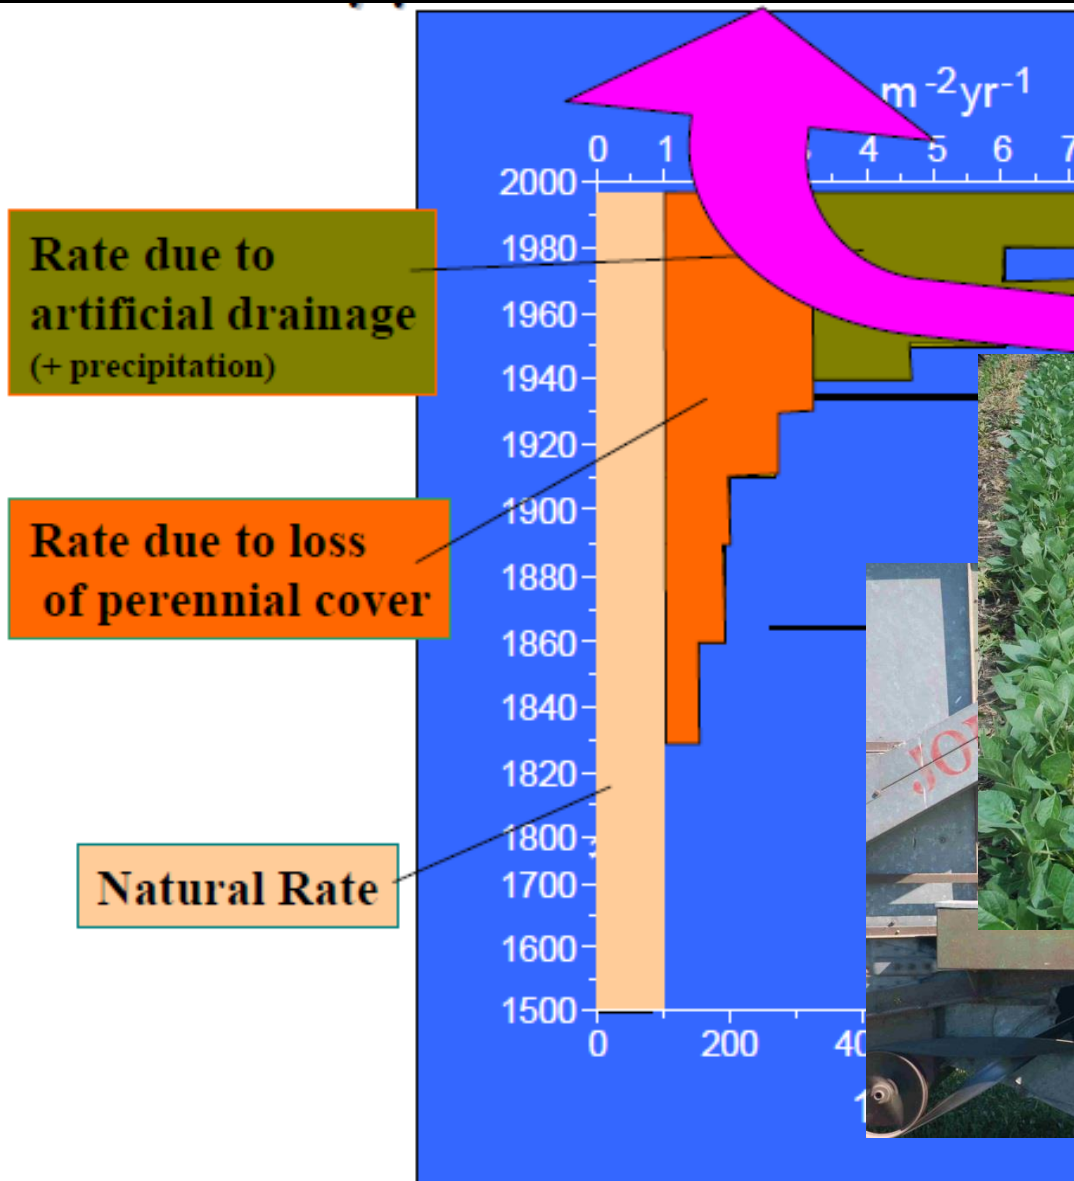 m⁻²yr⁻¹
0 1 4 5 6 7
2000
Rate due to
artificial drainage
(+ precipitation)
1980
1960
1940
1920
1900
Rate due to loss
of perennial cover
1880
1860
1840
1820
1800
Natural Rate
1700
1600
1500
0 200